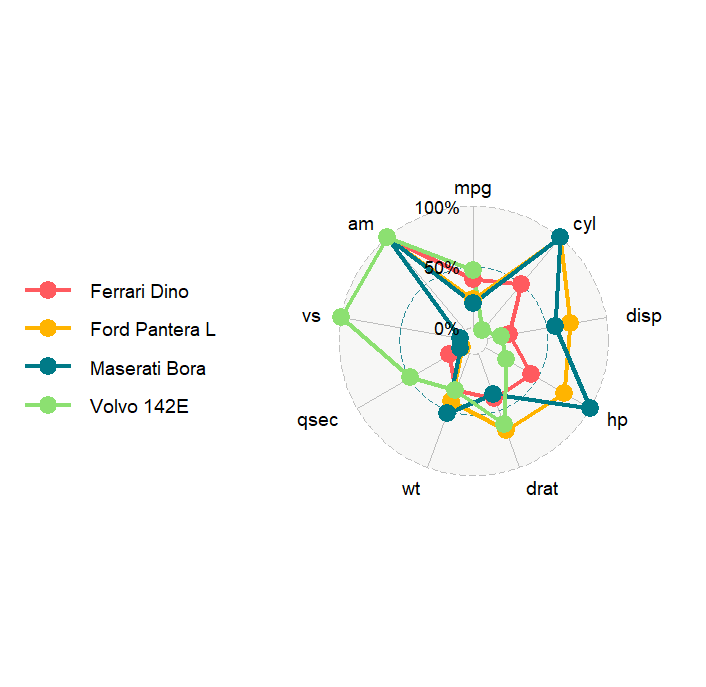 mpg
100%
am
cyl
50%
Ferrari Dino
vs
disp
Ford Pantera L
0%
Maserati Bora
Volvo 142E
qsec
hp
wt
drat